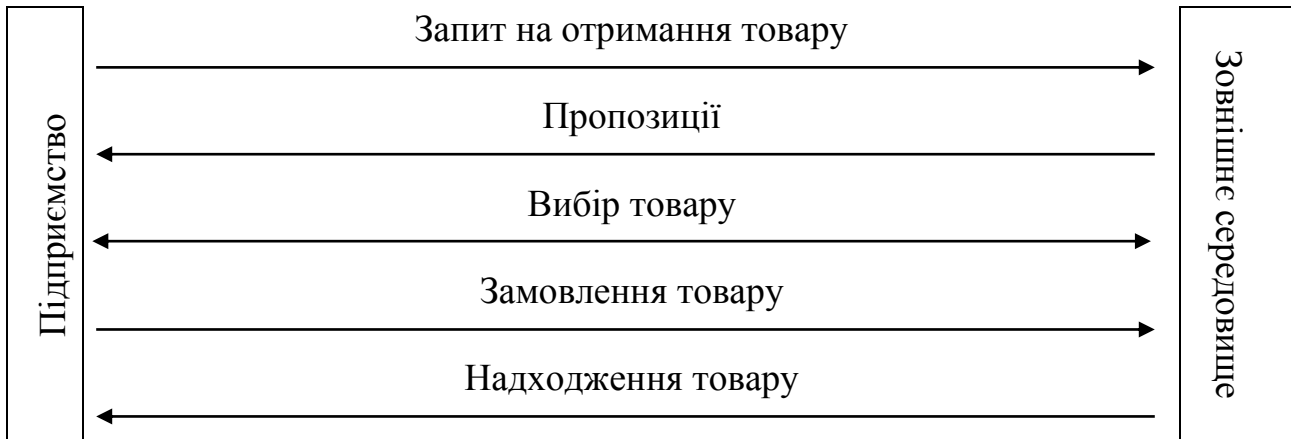 Підприємство
Запит на отримання товару
Пропозиції
Вибір товару
Замовлення товару
Надходження товару
Зовнішнє середовище